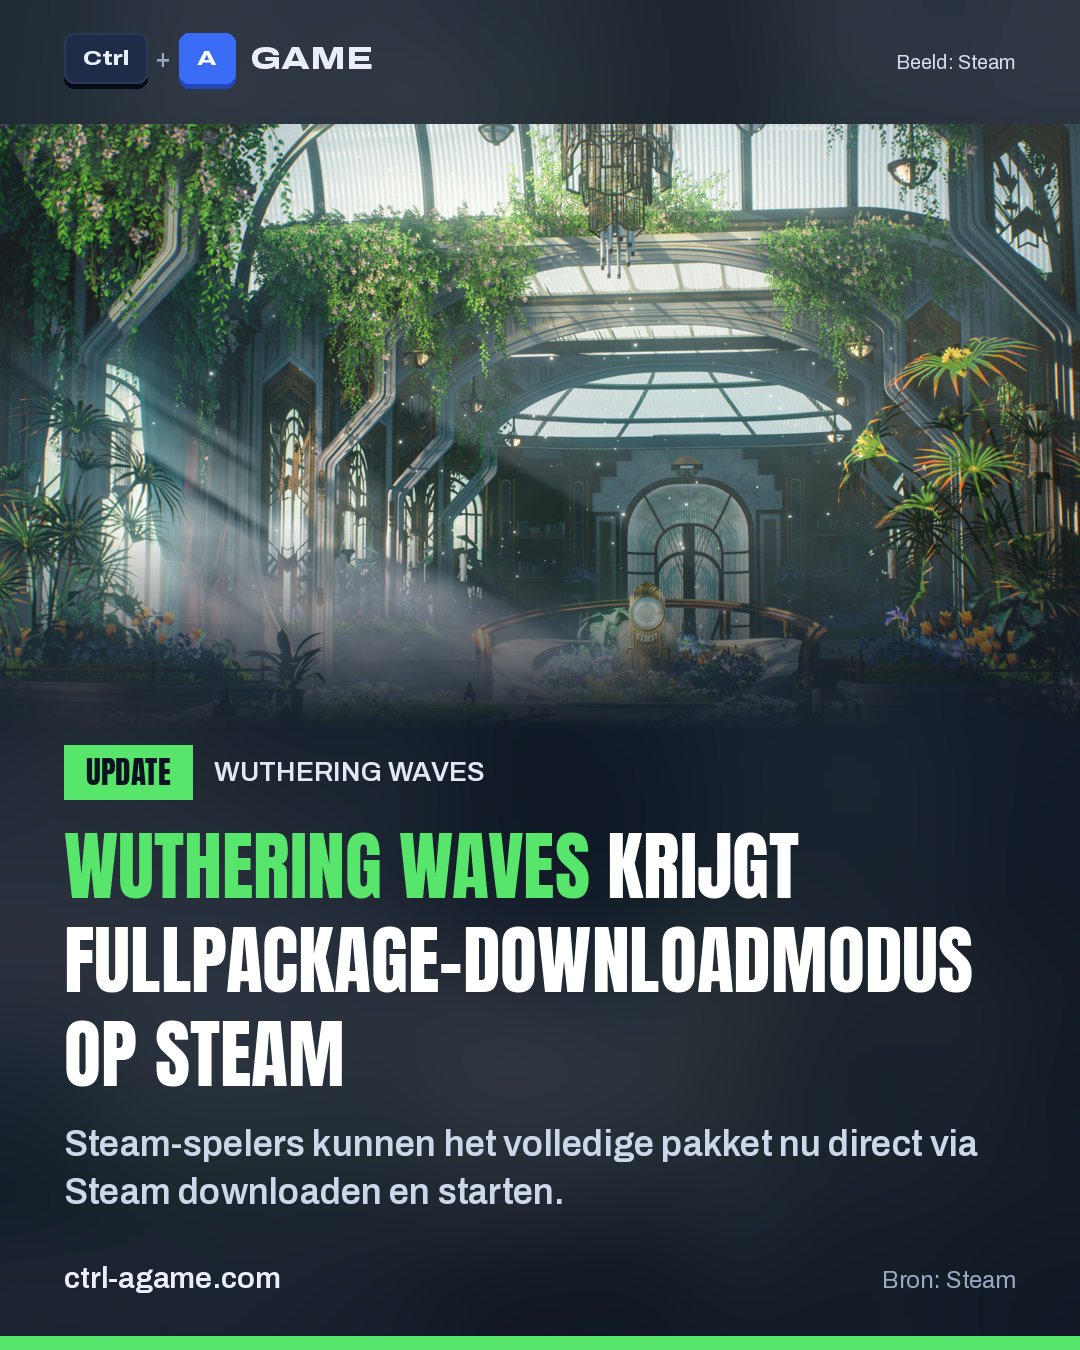 Ctrl + A GAME
Beeld: Steam
UPDATE WUTHERING WAVES
WUTHERING WAVES KRIJGT
FULLPACKAGE-DOWNLOADMODUS
OP STEAM
Steam-spelers kunnen het volledige pakket nu direct via
Steam downloaden en starten.
ctrl-agame.com
Bron: Steam